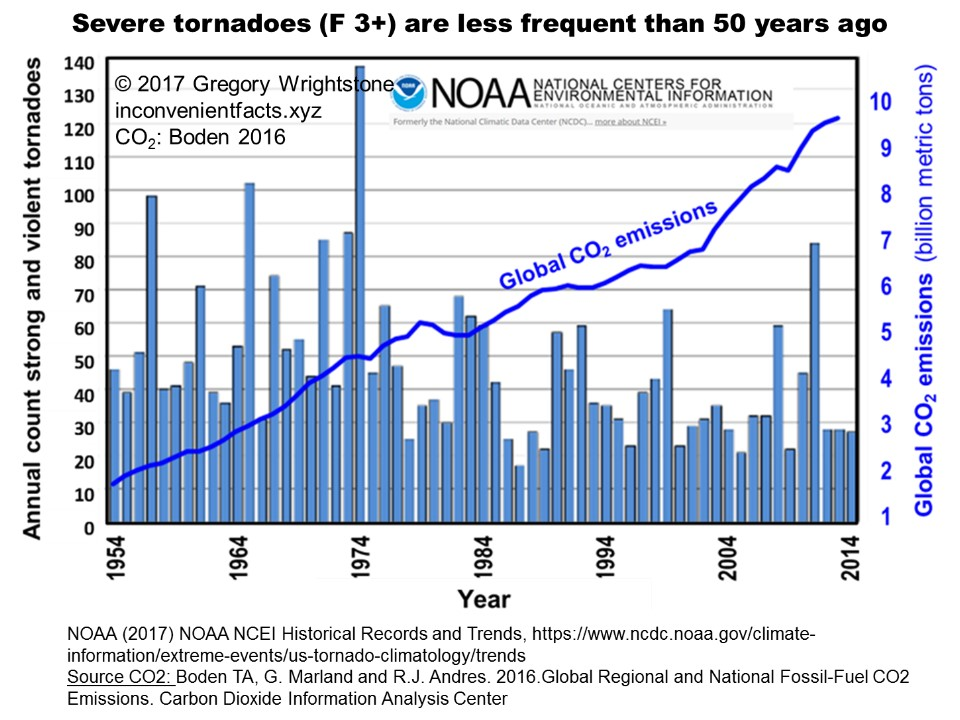 Severe tornadoes (F 3+) are less frequent than 50 years ago
Annual count strong and violent tornadoes
140
130
120
110
100
90
80
70
60
50
40
30
20
10
0
© 2017 Gregory Wrightstone
inconvenientfacts.xyz
CO₂: Boden 2016
NOAA
NATIONAL CENTERS FOR
ENVIRONMENTAL INFORMATION
NATIONAL OCEANIC AND ATMOSPHERIC ADMINISTRATION
Formerly the National Climatic Data Center (NCDC)... more about NCEI »
Global CO₂ emissions
10
9
8
7
6
5
4
3
2
1
Global CO₂ emissions (billion metric tons)
1954
1964
1974
1984
1994
2004
2014
Year
NOAA (2017) NOAA NCEI Historical Records and Trends, https://www.ncdc.noaa.gov/climate-
information/extreme-events/us-tornado-climatology/trends
Source CO2: Boden TA, G. Marland and R.J. Andres. 2016.Global Regional and National Fossil-Fuel CO2
Emissions. Carbon Dioxide Information Analysis Center